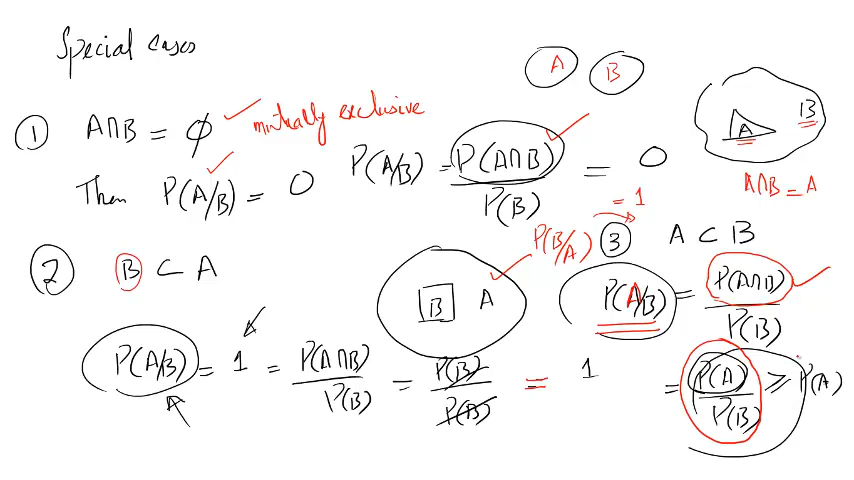 Special cases
A B
① A∩B = ϕ ✓ mutually exclusive
A B
A∩B = A
Then P(A/B) = 0 P(A/B) = P(A∩B) / P(B) = 0
② B ⊂ A
B A
P(B/A) = 1
③ A ⊂ B
P(A/B) = P(A∩B) / P(B)
P(A/B) = 1 = P(A∩B) / P(B) = P(B) / P(B) = 1
= P(A) / P(B) ≥ P(A)